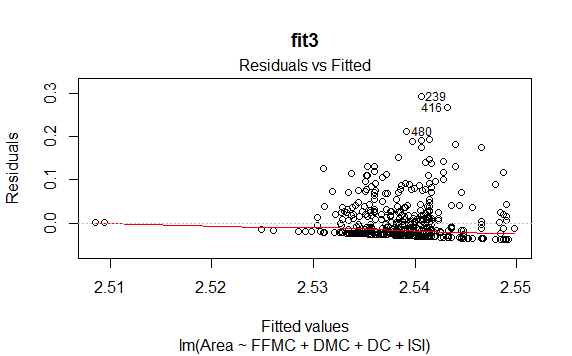 fit3
Residuals vs Fitted
0.3
0.2
0.1
0.0
Residuals
239
416
480
2.51 2.52 2.53 2.54 2.55
Fitted values
lm(Area ~ FFMC + DMC + DC + ISI)